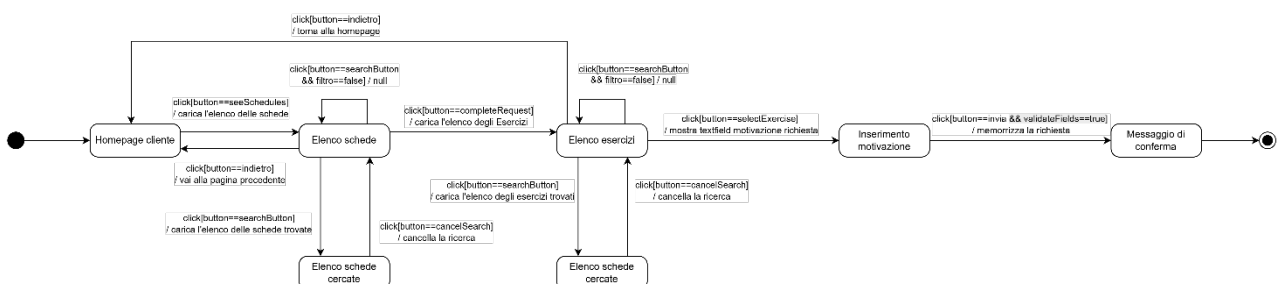 click[button==indietro]
/ torna alla homepage
click[button==searchButton
&& filtro==false] / null
click[button==searchButton
&& filtro==false] / null
click[button==seeSchedules]
/ carica l'elenco delle schede
click[button==completeRequest]
/ carica l'elenco degli Esercizi
click[button==selectExercise]
/ mostra textfield motivazione richiesta
click[button==invia && validateFields==true]
/ memorrizza la richiesta
Homepage cliente
Elenco schede
Elenco esercizi
Inserimento
motivazione
Messaggio di
conferma
click[button==indietro]
/ vai alla pagina precedente
click[button==searchButton]
/ carica l'elenco degli esercizi trovati
click[button==cancelSearch]
/ cancella la ricerca
click[button==searchButton]
/ carica l'elenco delle schede trovate
click[button==cancelSearch]
/ cancella la ricerca
Elenco schede
cercate
Elenco schede
cercate